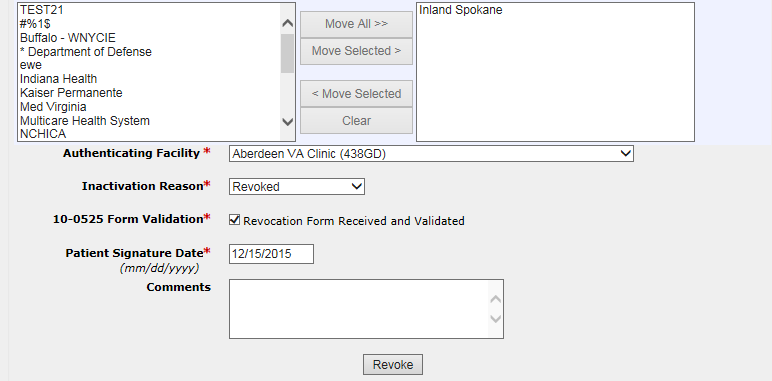 TEST21
#%1$
Buffalo - WNYCIE
* Department of Defense
ewe
Indiana Health
Kaiser Permanente
Med Virginia
Multicare Health System
NCHICA
Move All >>
Move Selected >
< Move Selected
Clear
Inland Spokane
Authenticating Facility * Aberdeen VA Clinic (438GD)
Inactivation Reason* Revoked
10-0525 Form Validation* Revocation Form Received and Validated
Patient Signature Date* 12/15/2015
(mm/dd/yyyy)
Comments
Revoke